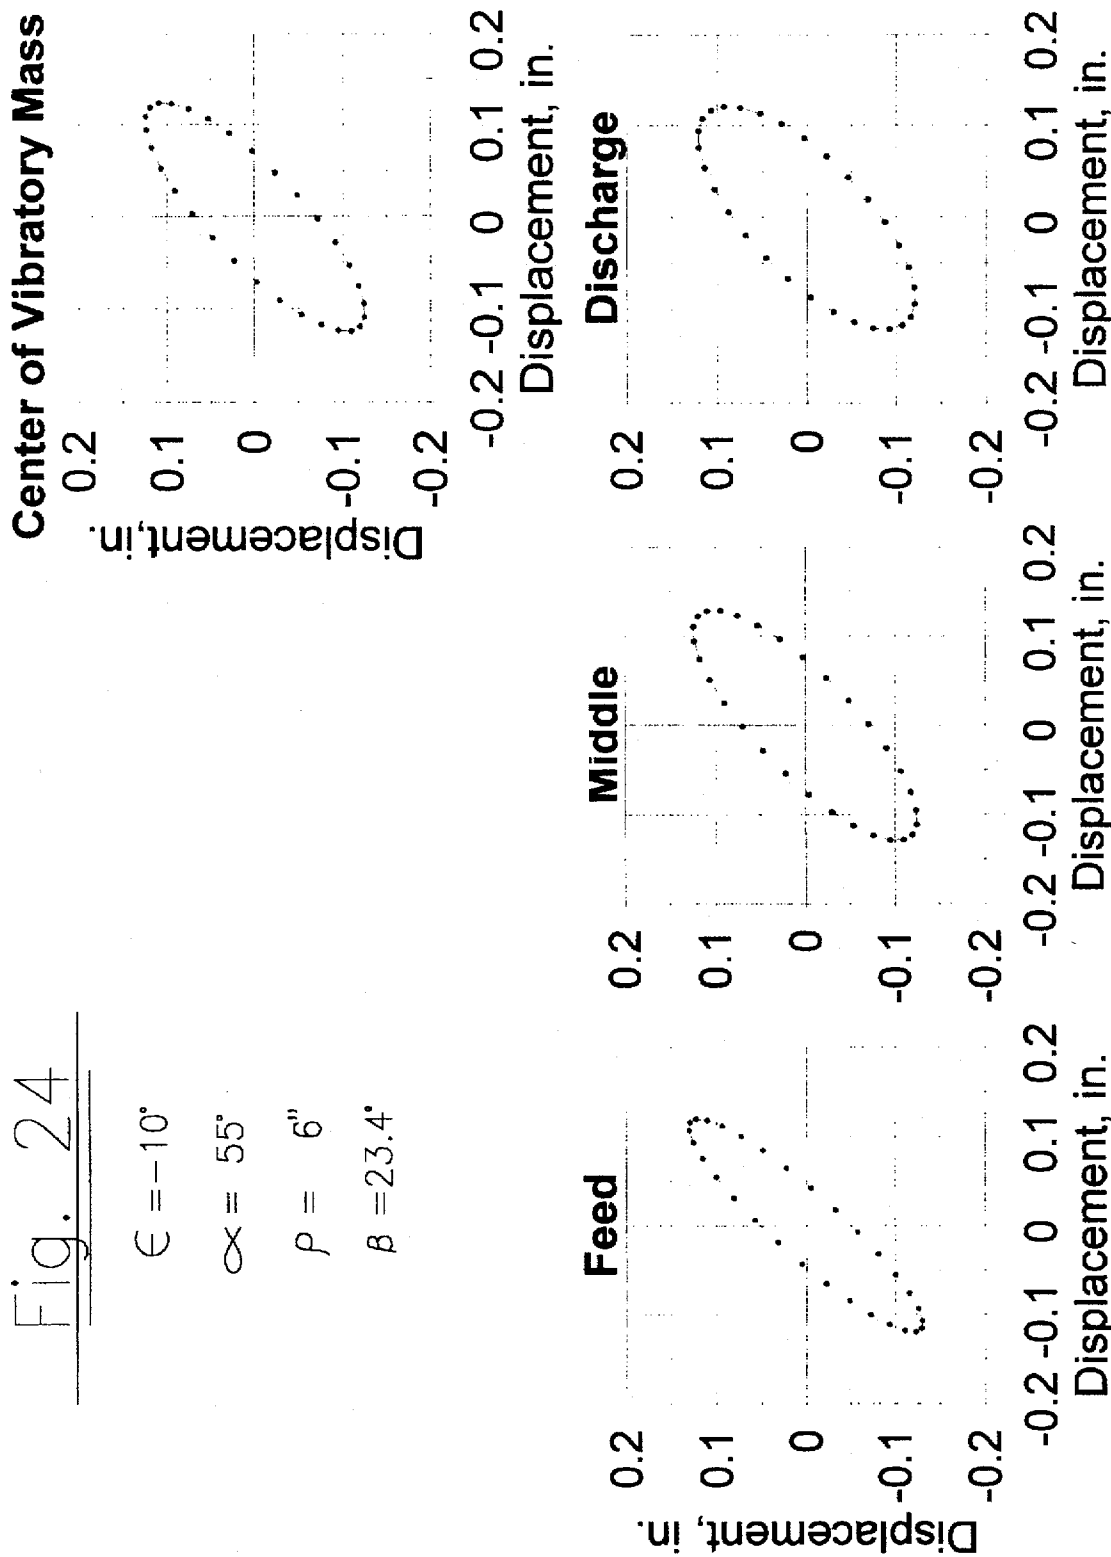 Fig. 24
Є =-10°
∝= 55°
ρ = 6"
β =23.4°
Center of Vibratory Mass
Displacement,in.
0.2
0.1
0
-0.1
-0.2
-0.2 -0.1 0 0.1 0.2
Displacement, in.
Feed
Displacement, in.
0.2
0.1
0
-0.1
-0.2
-0.2 -0.1 0 0.1 0.2
Displacement, in.
Middle
0.2
0.1
0
-0.1
-0.2
-0.2 -0.1 0 0.1 0.2
Displacement, in.
Discharge
0.2
0.1
0
-0.1
-0.2
-0.2 -0.1 0 0.1 0.2
Displacement, in.